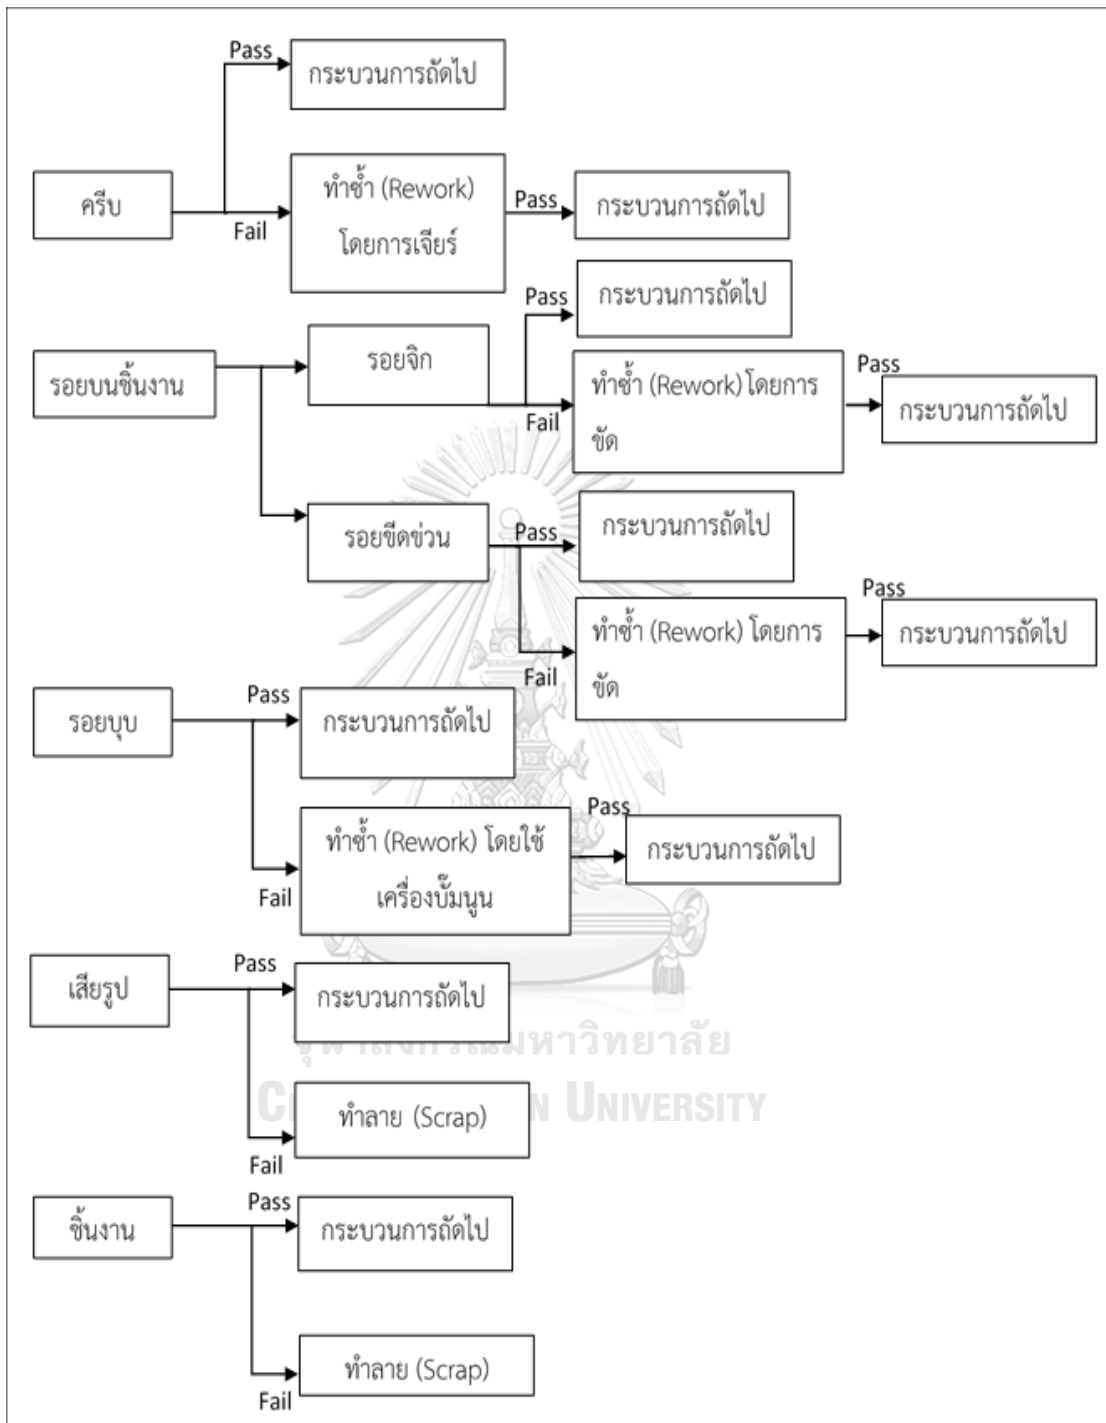 Pass
กระบวนการถัดไป
ครีบ
Fail
ทำซ้ำ (Rework)
โดยการเจียร์
Pass
กระบวนการถัดไป
รอยบนชิ้นงาน
รอยจิก
Pass
กระบวนการถัดไป
Fail
ทำซ้ำ (Rework) โดยการ
ขัด
Pass
กระบวนการถัดไป
รอยขีดข่วน
Pass
กระบวนการถัดไป
Fail
ทำซ้ำ (Rework) โดยการ
ขัด
Pass
กระบวนการถัดไป
รอยบุบ
Pass
กระบวนการถัดไป
Fail
ทำซ้ำ (Rework) โดยใช้
เครื่องปั๊มนูน
Pass
กระบวนการถัดไป
เสียรูป
Pass
กระบวนการถัดไป
Fail
ทำลาย (Scrap)
ชิ้นงาน
Pass
กระบวนการถัดไป
Fail
ทำลาย (Scrap)
มหาวิทยาลัย
UNIVERSITY